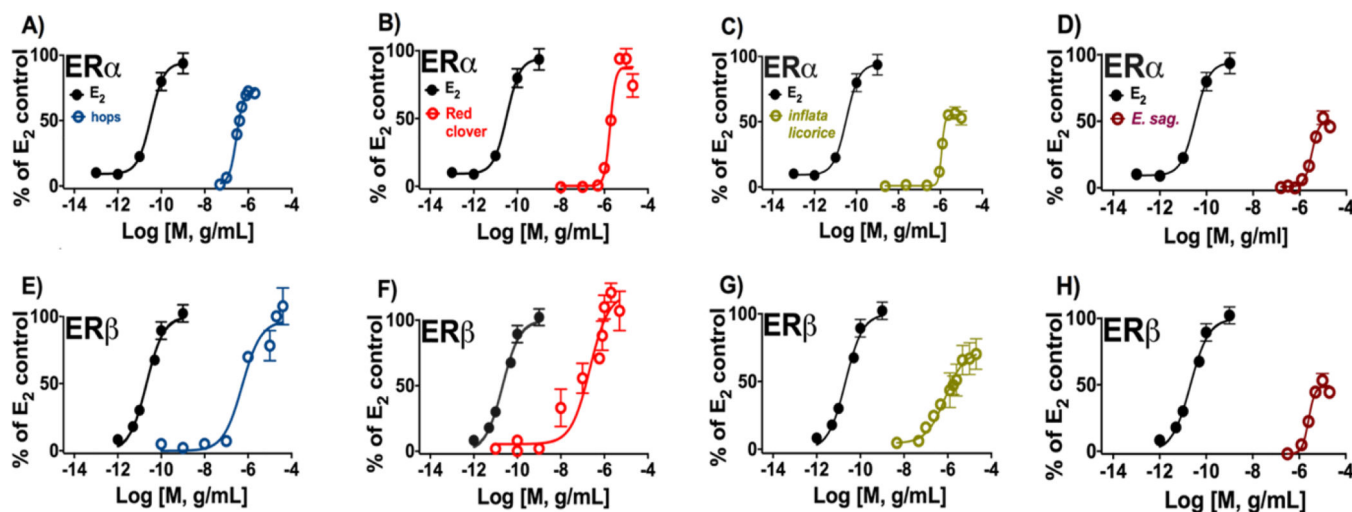 A)
% of E2 control
100
50
0
ERα
E2
hops
-14 -12 -10 -8 -6 -4 -2
Log [M, g/mL]
B)
% of E2 control
100
50
0
ERα
E2
Red
clover
-14 -12 -10 -8 -6 -4
Log [M, g/mL]
C)
% of E2 control
100
50
0
ERα
E2
inflata
licorice
-14 -12 -10 -8 -6 -4
Log [M, g/mL]
D)
% of E2 control
100
50
0
ERα
E2
E. sag.
-14 -12 -10 -8 -6 -4
Log [M, g/ml]
E)
% of E2 control
100
50
0
ERβ
-14 -12 -10 -8 -6 -4
Log [M, g/mL]
F)
% of E2 control
100
50
0
ERβ
-14 -12 -10 -8 -6 -4
Log [M, g/mL]
G)
% of E2 control
100
50
0
ERβ
-14 -12 -10 -8 -6 -4
Log [M, g/mL]
H)
% of E2 control
100
50
0
ERβ
-14 -12 -10 -8 -6 -4
Log [M, g/mL]